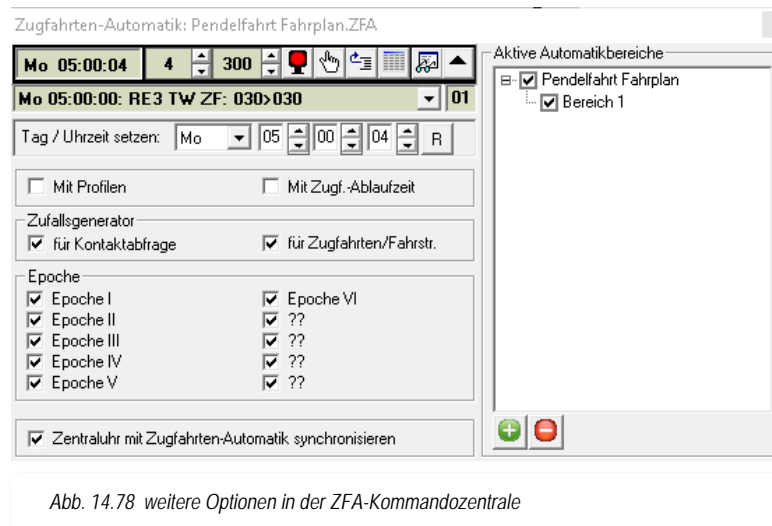 Zugfahrten-Automatik: Pendelfahrt Fahrplan.ZFA
Mo 05:00:04 4 300
Mo 05:00:00: RE3 TW ZF: 030>030 01
Tag / Uhrzeit setzen: Mo 05 00 04 R
Mit Profilen Mit Zugf.-Ablaufzeit
Zufallsgenerator
für Kontaktabfrage für Zugfahrten/Fahrstr.
Epoche
Epoche I Epoche VI
Epoche II ??
Epoche III ??
Epoche IV ??
Epoche V ??
Zentraluhr mit Zugfahrten-Automatik synchronisieren
Aktive Automatikbereiche
Pendelfahrt Fahrplan
Bereich 1
Abb. 14.78 weitere Optionen in der ZFA-Kommandozentrale